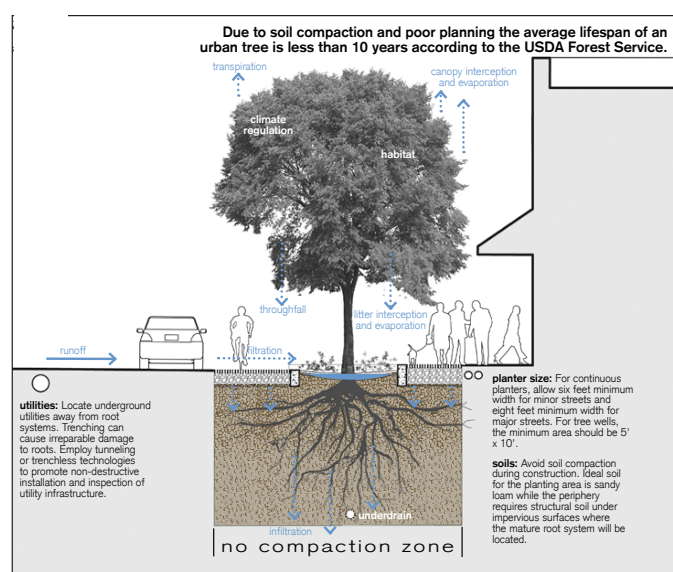 Due to soil compaction and poor planning the average lifespan of an
urban tree is less than 10 years according to the USDA Forest Service.
transpiration
canopy interception
and evaporation
climate
regulation
habitat
throughfall
litter interception
and evaporation
runoff
filtration
utilities: Locate underground
utilities away from root
systems. Trenching can
cause irreparable damage
to roots. Employ tunneling
or trenchless technologies
to promote non-destructive
installation and inspection of
utility infrastructure.
planter size: For continuous
planters, allow six feet minimum
width for minor streets and
eight feet minimum width for
major streets. For tree wells,
the minimum area should be 5'
x 10'.
soils: Avoid soil compaction
during construction. Ideal soil
for the planting area is sandy
loam while the periphery
requires structural soil under
impervious surfaces where
the mature root system will be
located.
underdrain
infiltration
no compaction zone